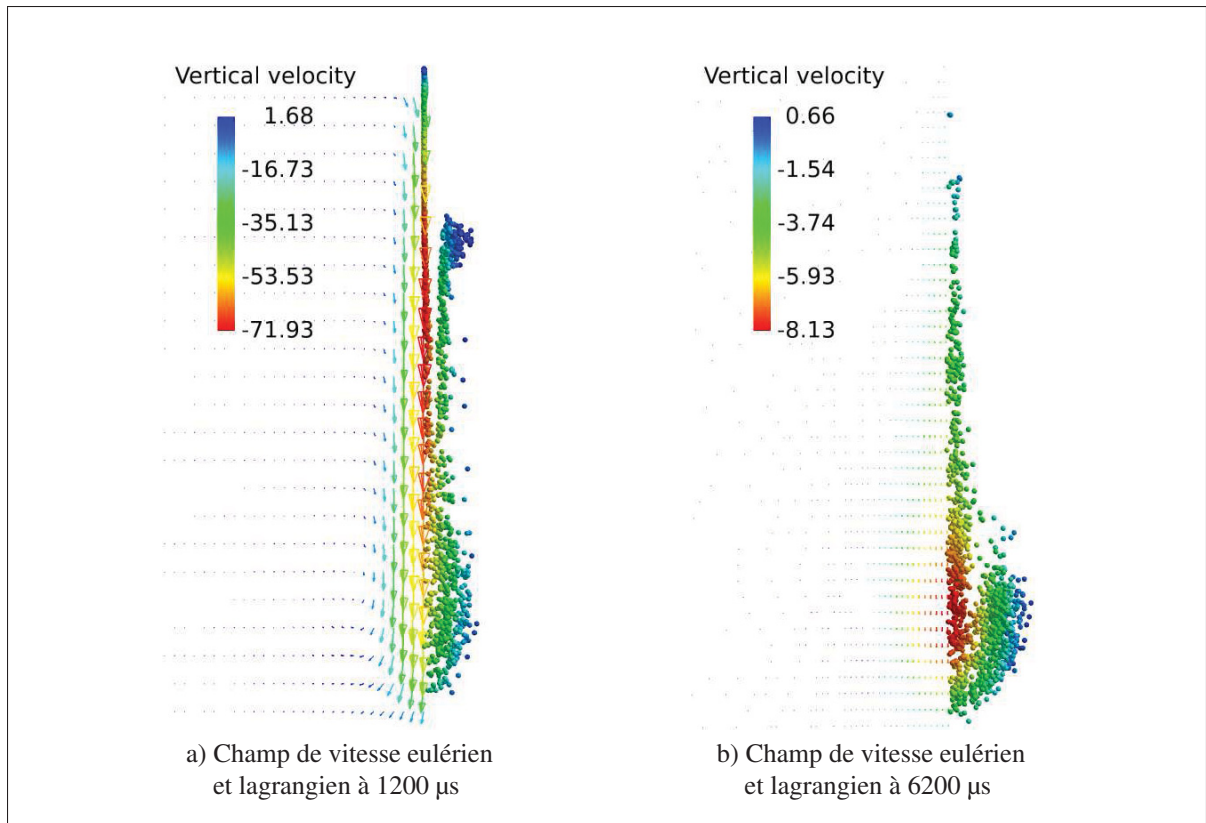 Vertical velocity
1.68
-16.73
-35.13
-53.53
-71.93
a) Champ de vitesse eulérien
et lagrangien à 1200 µs
Vertical velocity
0.66
-1.54
-3.74
-5.93
-8.13
b) Champ de vitesse eulérien
et lagrangien à 6200 µs